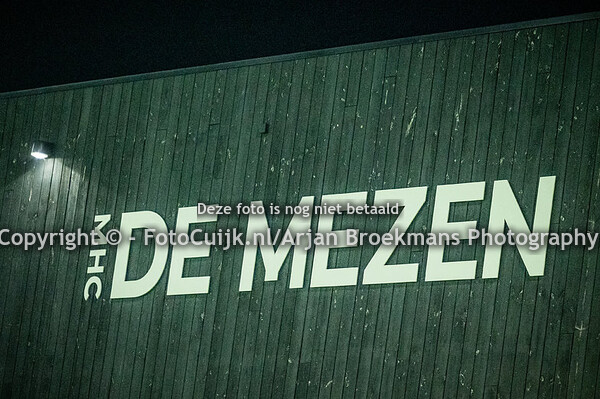 MHC DE MEZEN
Deze foto is nog niet betaald
Copyright © - FotoCuijk.nl/Arjan Broekmans Photography